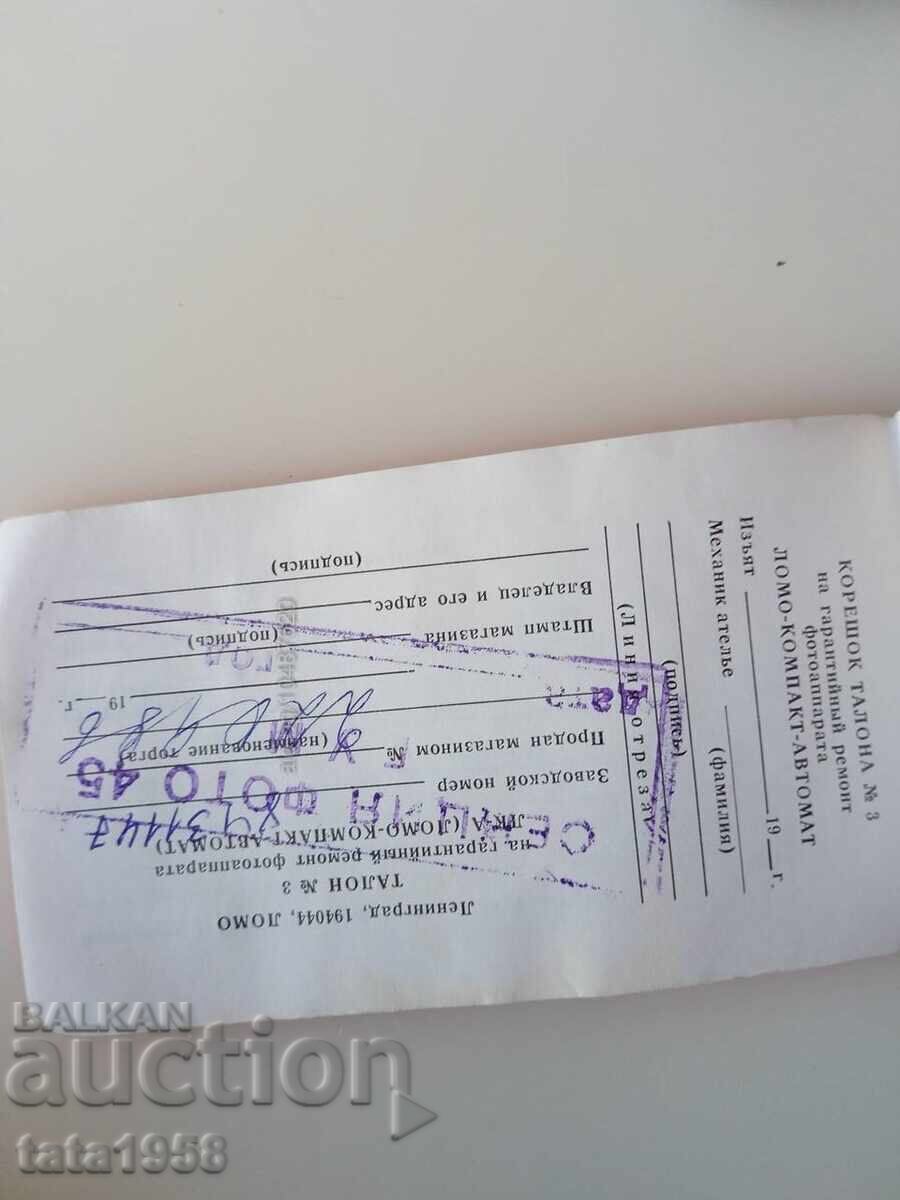 КОРЕШОК ТАЛОНА № 3
на гарантийный ремонт
фотоаппарата
ЛОМО-КОМПАКТ-АВТОМАТ
Изъят 19 г.
Механик ателье (фамилия)
(подпись)
(Линия отреза)
Ленинград, 194044, ЛОМО
ТАЛОН № 3
на гарантийный ремонт фотоаппарата
ЛКА (ЛОМО-КОМПАКТ-АВТОМАТ)
Заводской номер
Продан магазином №
(наименование торга)
19 г.
Штамп магазина
(подпись)
Владелец и его адрес
(подпись)
ФОТО 45
BALKAN
auction
tata1958